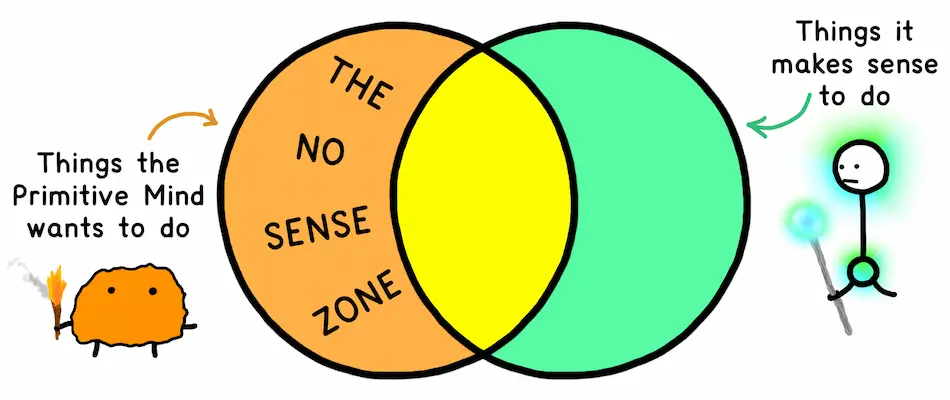 Things the
Primitive Mind
wants to do
THE
NO
SENSE
ZONE
Things it
makes sense
to do